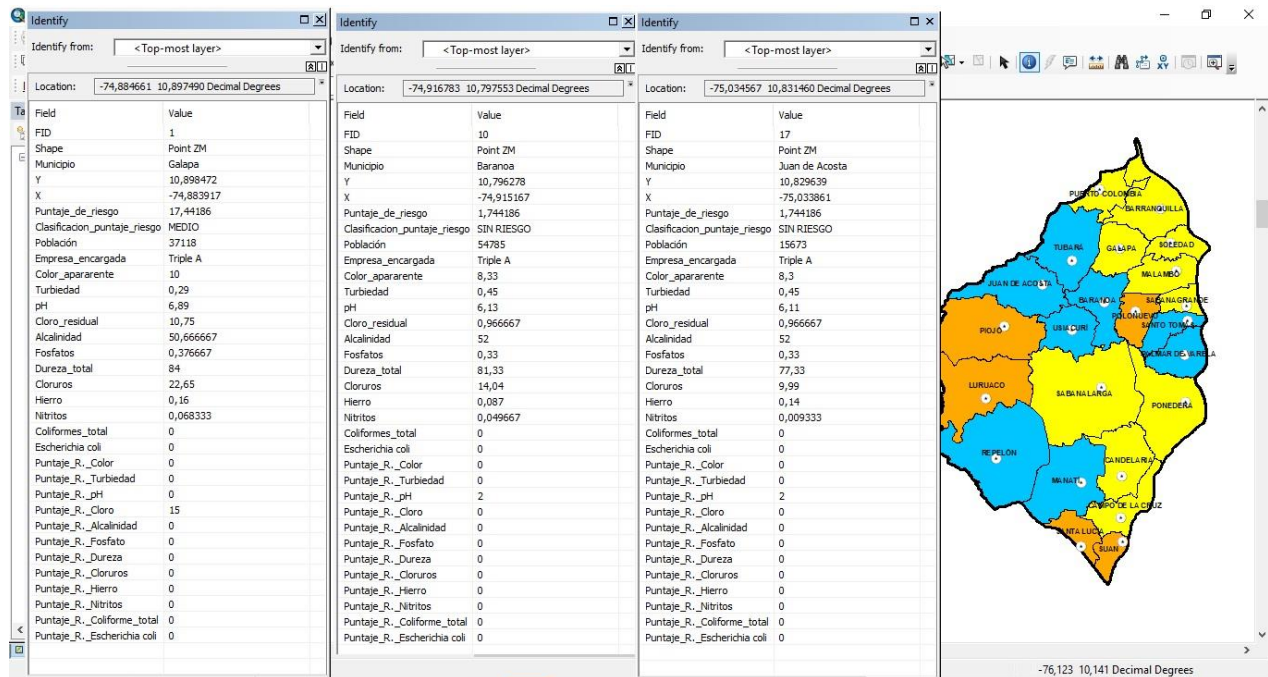 Identify
Identify from: <Top-most layer>
Location: -74,884661 10,897490 Decimal Degrees
Field Value
FID 1
Shape Point ZM
Municipio Galapa
Y 10,898472
X -74,883917
Puntaje_de_riesgo 17,44186
Clasificacion_puntaje_riesgo MEDIO
Población 37118
Empresa_encargada Triple A
Color_apararente 10
Turbiedad 0,29
pH 6,89
Cloro_residual 10,75
Alcalinidad 50,666667
Fosfatos 0,376667
Dureza_total 84
Cloruros 22,65
Hierro 0,16
Nitritos 0,068333
Coliformes_total 0
Escherichia coli 0
Puntaje_R._Color 0
Puntaje_R._Turbiedad 0
Puntaje_R._pH 0
Puntaje_R._Cloro 15
Puntaje_R._Alcalinidad 0
Puntaje_R._Fosfato 0
Puntaje_R._Dureza 0
Puntaje_R._Cloruros 0
Puntaje_R._Hierro 0
Puntaje_R._Nitritos 0
Puntaje_R._Coliforme_total 0
Puntaje_R._Escherichia coli 0
Identify
Identify from: <Top-most layer>
Location: -74,916783 10,797553 Decimal Degrees
Field Value
FID 10
Shape Point ZM
Municipio Baranoa
Y 10,796278
X -74,915167
Puntaje_de_riesgo 1,744186
Clasificacion_puntaje_riesgo SIN RIESGO
Población 54785
Empresa_encargada Triple A
Color_apararente 8,33
Turbiedad 0,45
pH 6,13
Cloro_residual 0,966667
Alcalinidad 52
Fosfatos 0,33
Dureza_total 81,33
Cloruros 14,04
Hierro 0,087
Nitritos 0,049667
Coliformes_total 0
Escherichia coli 0
Puntaje_R._Color 0
Puntaje_R._Turbiedad 0
Puntaje_R._pH 2
Puntaje_R._Cloro 0
Puntaje_R._Alcalinidad 0
Puntaje_R._Fosfato 0
Puntaje_R._Dureza 0
Puntaje_R._Cloruros 0
Puntaje_R._Hierro 0
Puntaje_R._Nitritos 0
Puntaje_R._Coliforme_total 0
Puntaje_R._Escherichia coli 0
Identify
Identify from: <Top-most layer>
Location: -75,034567 10,831460 Decimal Degrees
Field Value
FID 17
Shape Point ZM
Municipio Juan de Acosta
Y 10,829639
X -75,033861
Puntaje_de_riesgo 1,744186
Clasificacion_puntaje_riesgo SIN RIESGO
Población 15673
Empresa_encargada Triple A
Color_apararente 8,3
Turbiedad 0,45
pH 6,11
Cloro_residual 0,966667
Alcalinidad 52
Fosfatos 0,33
Dureza_total 77,33
Cloruros 9,99
Hierro 0,14
Nitritos 0,009333
Coliformes_total 0
Escherichia coli 0
Puntaje_R._Color 0
Puntaje_R._Turbiedad 0
Puntaje_R._pH 2
Puntaje_R._Cloro 0
Puntaje_R._Alcalinidad 0
Puntaje_R._Fosfato 0
Puntaje_R._Dureza 0
Puntaje_R._Cloruros 0
Puntaje_R._Hierro 0
Puntaje_R._Nitritos 0
Puntaje_R._Coliforme_total 0
Puntaje_R._Escherichia coli 0
PUERTO COLOMBIA
BARRANQUILLA
TUBARÁ
GALAPA
SOLEDAD
MALAMBO
JUAN DE ACOSTA
BARANOA
SABANAGRANDE
POLONUEVO
SANTO TOMÁS
PIOJÓ
USIACURÍ
PALMAR DE VARELA
LURUACO
SABANALARGA
PONEDERA
REPELÓN
CANDELARIA
MANATÍ
CAMPO DE LA CRUZ
SANTA LUCÍA
SUAN
-76,123 10,141 Decimal Degrees